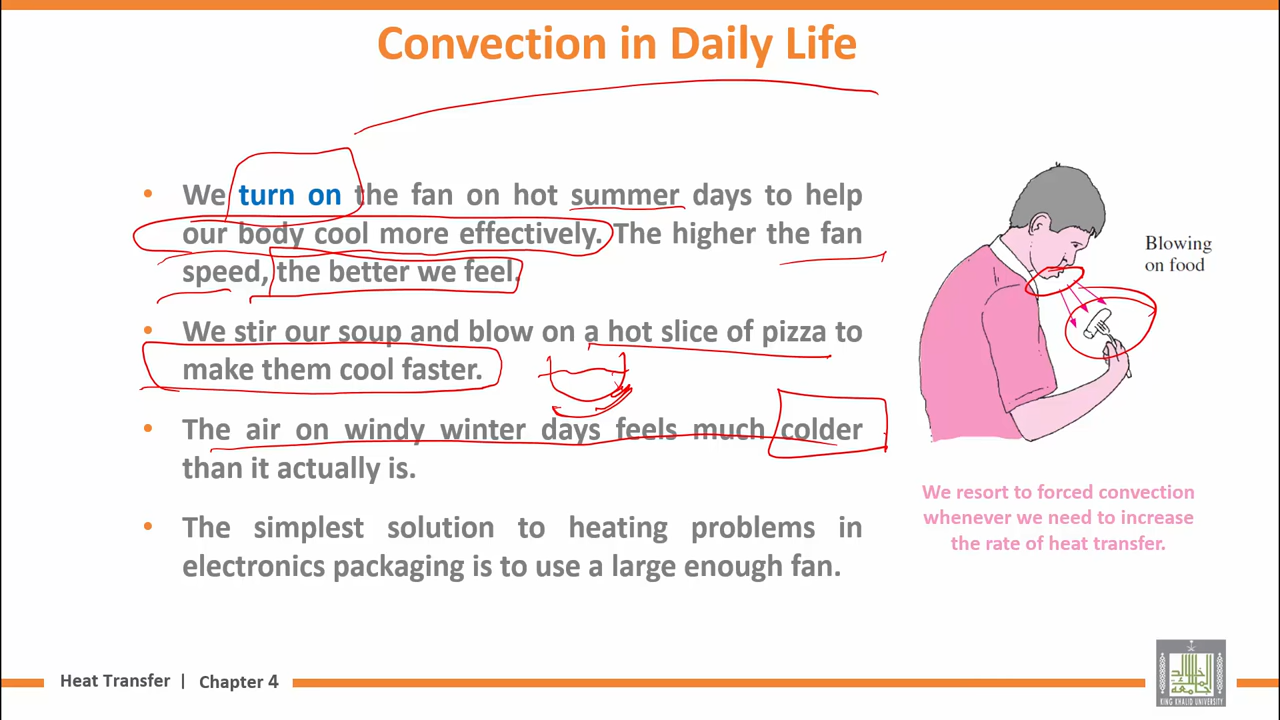 Convection in Daily Life
• We turn on the fan on hot summer days to help
our body cool more effectively. The higher the fan
speed, the better we feel.
• We stir our soup and blow on a hot slice of pizza to
make them cool faster.
• The air on windy winter days feels much colder
than it actually is.
• The simplest solution to heating problems in
electronics packaging is to use a large enough fan.
Blowing
on food
We resort to forced convection
whenever we need to increase
the rate of heat transfer.
Heat Transfer | Chapter 4
KING KHALID UNIVERSITY